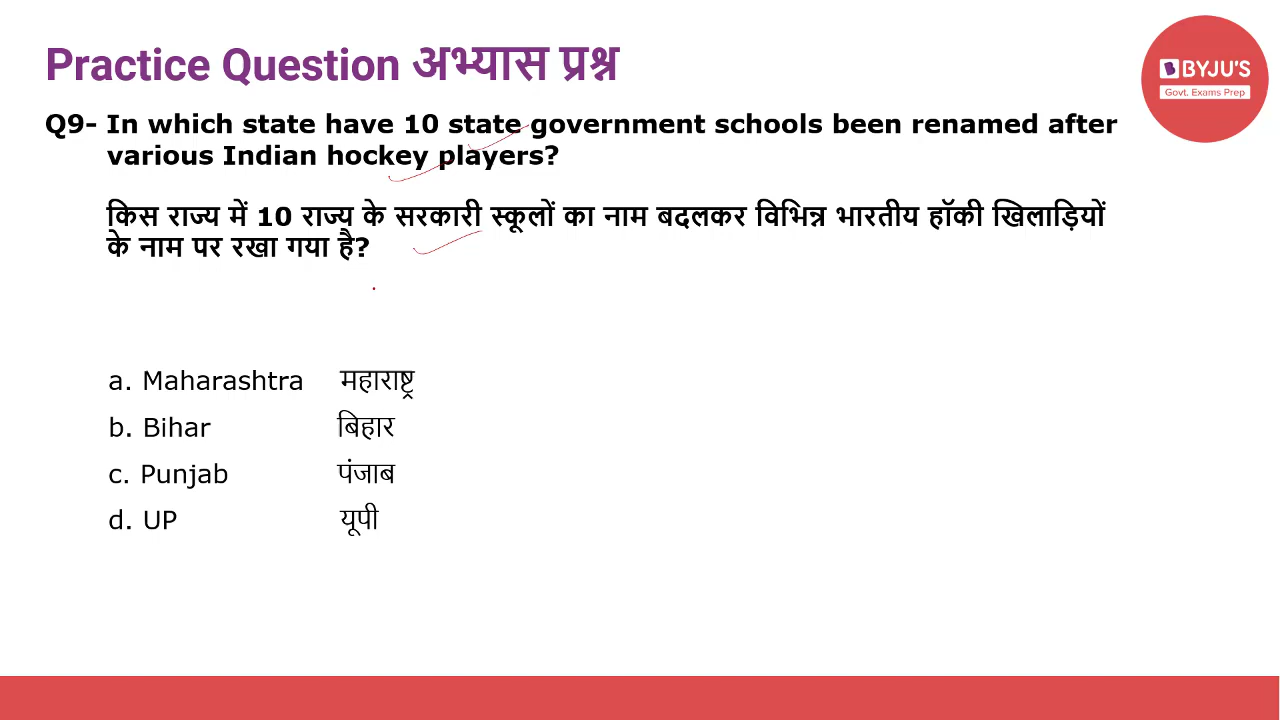 Practice Question अभ्यास प्रश्न
BYJU'S
Govt. Exams Prep
Q9- In which state have 10 state government schools been renamed after
various Indian hockey players?
किस राज्य में 10 राज्य के सरकारी स्कूलों का नाम बदलकर विभिन्न भारतीय हॉकी खिलाड़ियों
के नाम पर रखा गया है?
a. Maharashtra महाराष्ट्र
b. Bihar बिहार
c. Punjab पंजाब
d. UP यूपी